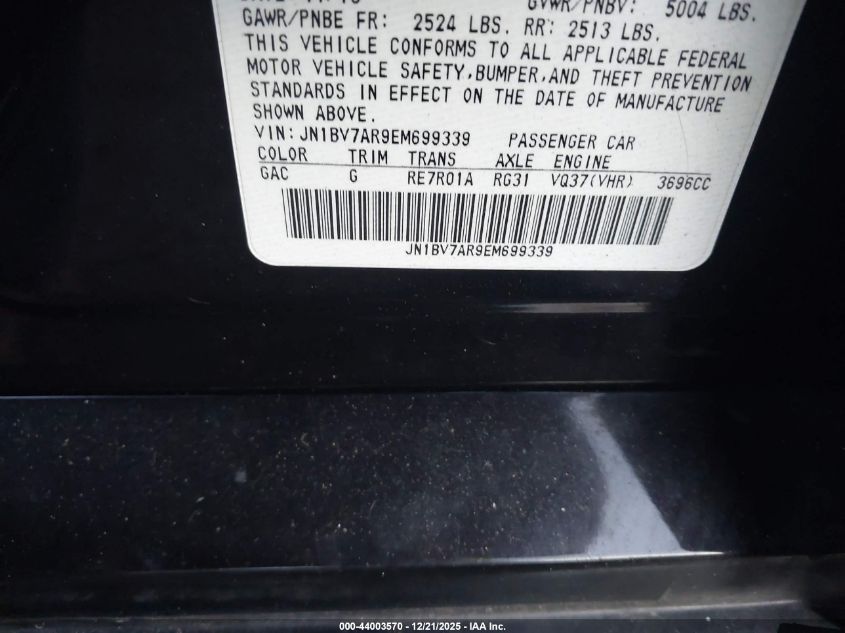 GVWR/PNBV: 5004 LBS.
GAWR/PNBE FR: 2524 LBS. RR: 2513 LBS.
THIS VEHICLE CONFORMS TO ALL APPLICABLE FEDERAL
MOTOR VEHICLE SAFETY,BUMPER,AND THEFT PREVENTION
STANDARDS IN EFFECT ON THE DATE OF MANUFACTURE
SHOWN ABOVE.
VIN:JN1BV7AR9EM699339 PASSENGER CAR
COLOR TRIM TRANS AXLE ENGINE
GAC G RE7R01A RG31 VQ37(VHR) 3696CC
JN1BV7AR9EM699339
000-44003570 - 12/21/2025 - IAA Inc.